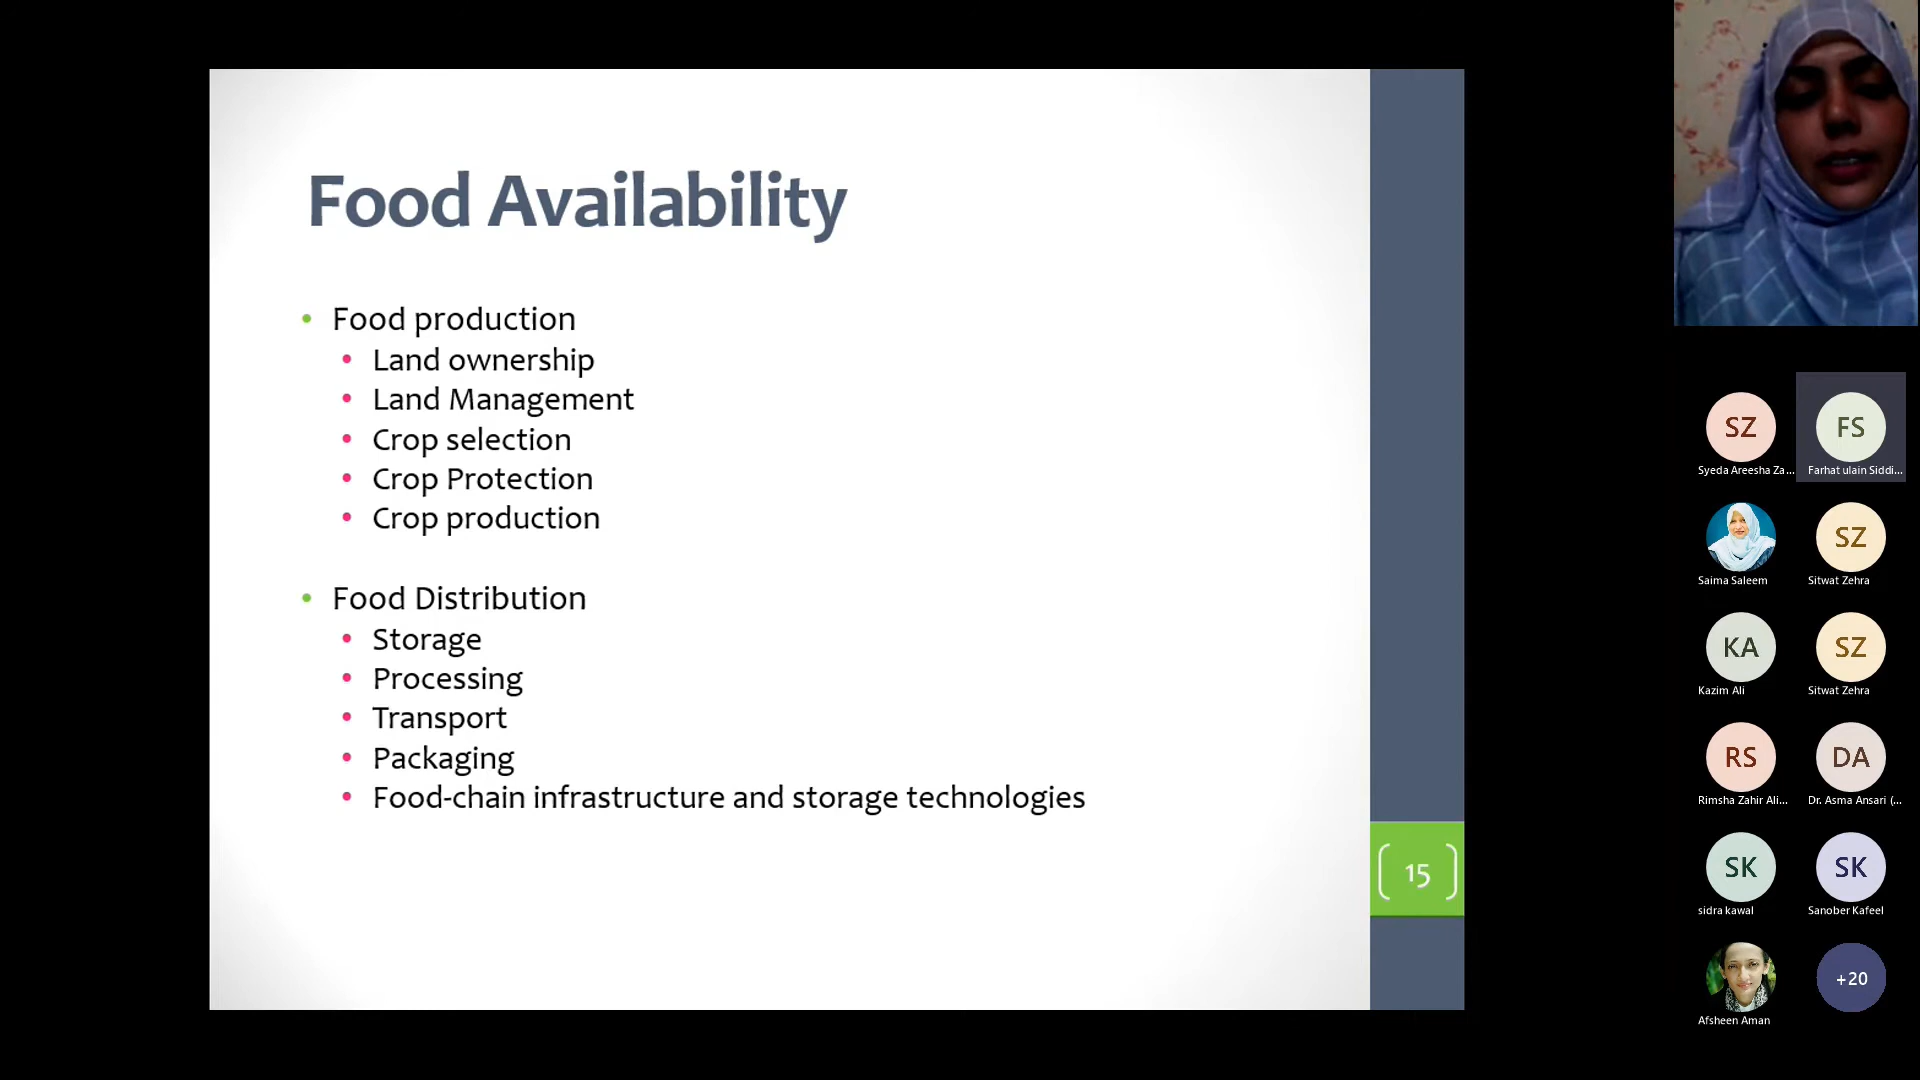 Food Availability
• Food production
• Land ownership
• Land Management
• Crop selection
• Crop Protection
• Crop production
• Food Distribution
• Storage
• Processing
• Transport
• Packaging
• Food-chain infrastructure and storage technologies
15
SZ
Syeda Areesha Za...
FS
Farhat ulain Siddi...
Saima Saleem
SZ
Sitwat Zehra
KA
Kazim Ali
SZ
Sitwat Zehra
RS
Rimsha Zahir Ali...
DA
Dr. Asma Ansari (...
SK
sidra kawal
SK
Sanober Kafeel
Afsheen Aman
+20